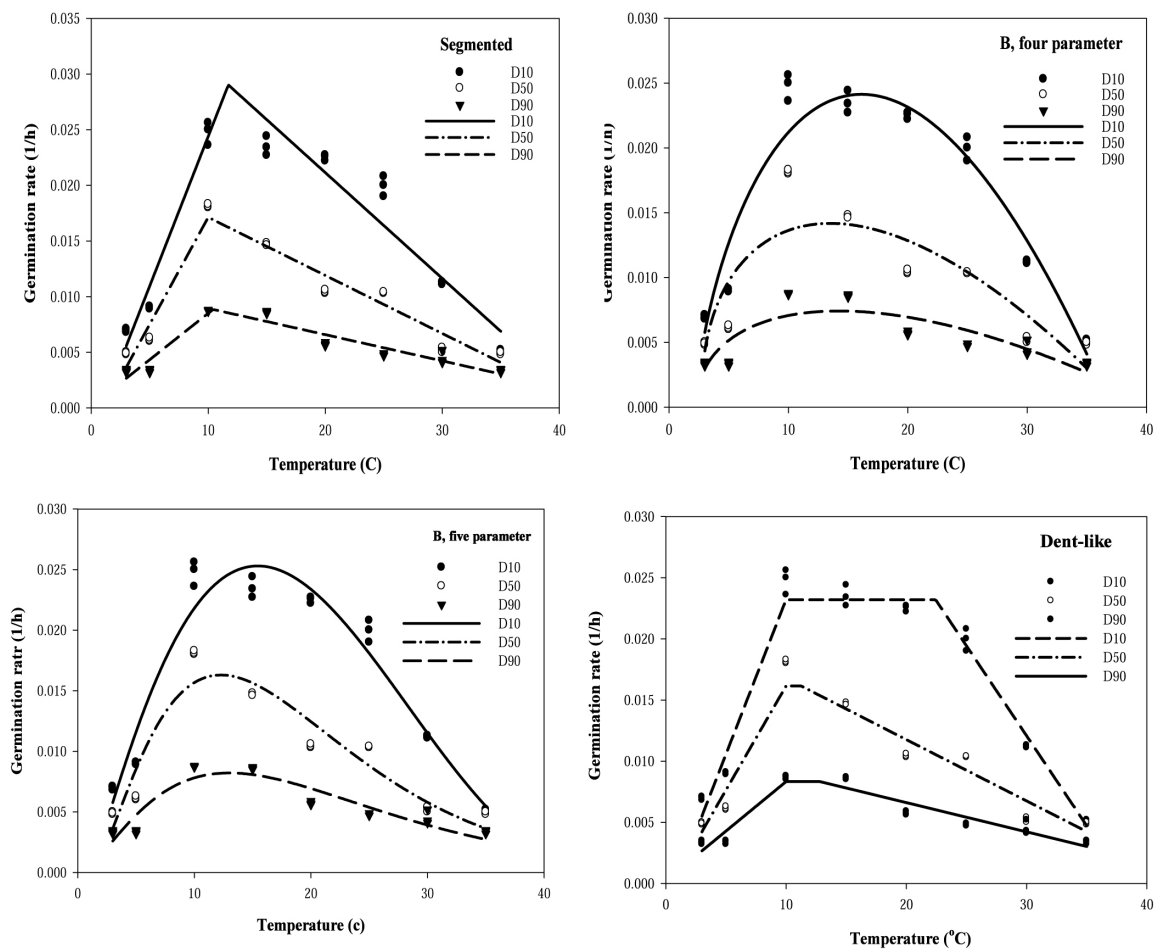 Segmented
D10
D50
D90
D10
D50
D90
0.035
0.030
0.025
0.020
0.015
0.010
0.005
0.000
Germination rate (1/h)
0
10
20
30
40
Temperature (C)
B, four parameter
D10
D50
D90
D10
D50
D90
0.030
0.025
0.020
0.015
0.010
0.005
0.000
Germination rate (1/h)
0
10
20
30
40
Temperature (C)
B, five parameter
D10
D50
D90
D10
D50
D90
0.030
0.025
0.020
0.015
0.010
0.005
0.000
Germination ratr (1/h)
0
10
20
30
40
Temperature (c)
Dent-like
D10
D50
D90
D10
D50
D90
0.030
0.025
0.020
0.015
0.010
0.005
0.000
Germination rate (1/h)
0
10
20
30
40
Temperature (°C)